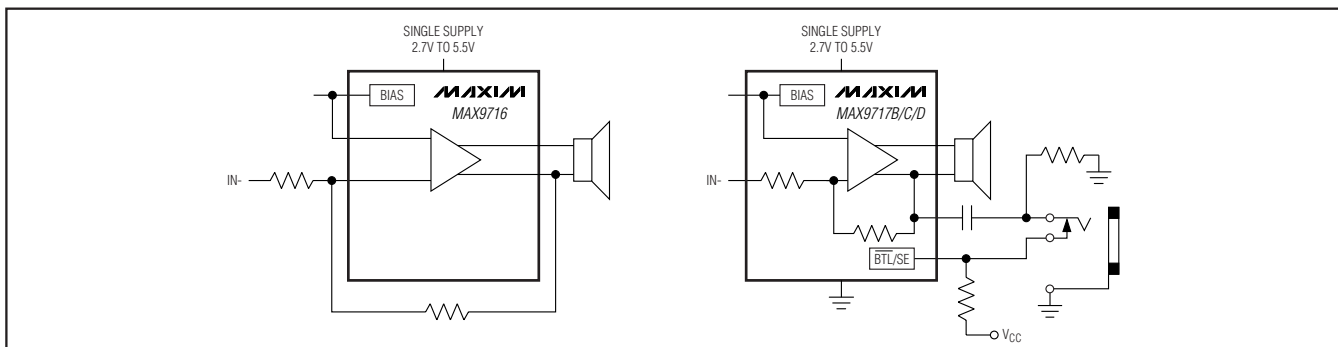 SINGLE SUPPLY
2.7V TO 5.5V
BIAS
MAXIM
MAX9716
IN-
SINGLE SUPPLY
2.7V TO 5.5V
BIAS
MAXIM
MAX9717B/C/D
IN-
BTL/SE
VCC